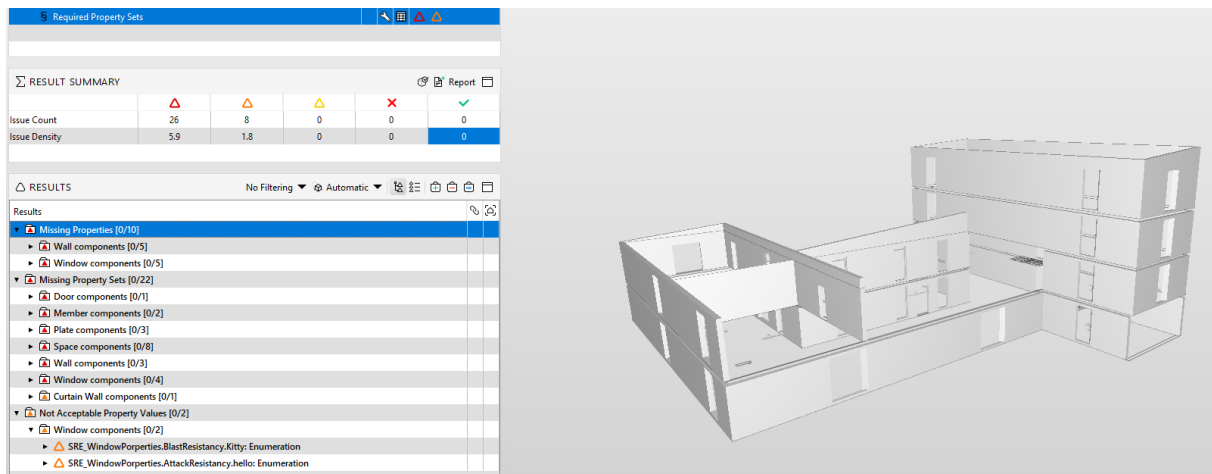 § Required Property Sets
∑ RESULT SUMMARY Report
Issue Count 26 8 0 0 0
Issue Density 5.9 1.8 0 0 0
RESULTS No Filtering Automatic
Results
Missing Properties [0/10]
Wall components [0/5]
Window components [0/5]
Missing Property Sets [0/22]
Door components [0/1]
Member components [0/2]
Plate components [0/3]
Space components [0/8]
Wall components [0/3]
Window components [0/4]
Curtain Wall components [0/1]
Not Acceptable Property Values [0/2]
Window components [0/2]
SRE_WindowPorperties.BlastResistancy.Kitty: Enumeration
SRE_WindowPorperties.AttackResistancy.hello: Enumeration